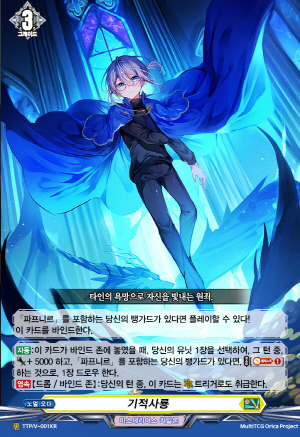 3
그레이드
타인의 욕망으로 자신을 빛내는 원죄.
「파프니르」를 포함하는 당신의 뱅가드가 있다면 플레이할 수 있다!
이 카드를 바인드한다.
자동:이 카드가 바인드 존에 놓였을 때, 당신의 유닛 1장을 선택하여, 그 턴 중,
+ 5000 하고, 「파프니르」를 포함하는 당신의 뱅가드가 있다면,
하는 것으로, 1장 드로우 한다.
영속 [드롭 / 바인드 존]:당신의 턴 중, 이 카드는 트리거로도 취급한다.
노멀 오더
기적사룡
TTP/V-001KR
MultiTCG Orica Project